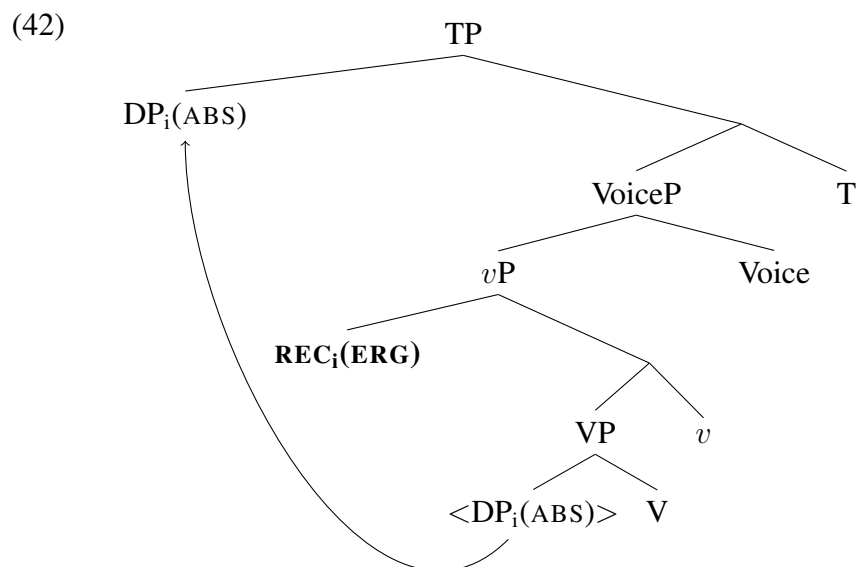 (42)
TP
DPi(ABS)
VoiceP T
vP Voice
RECi(ERG)
VP v
<DPi(ABS)> V